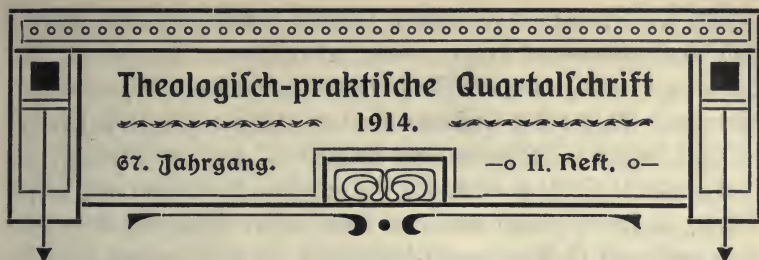 Theologiſch-praktiſche Quartalſchrift
1914.
67. Jahrgang. —o II. Heft. o—